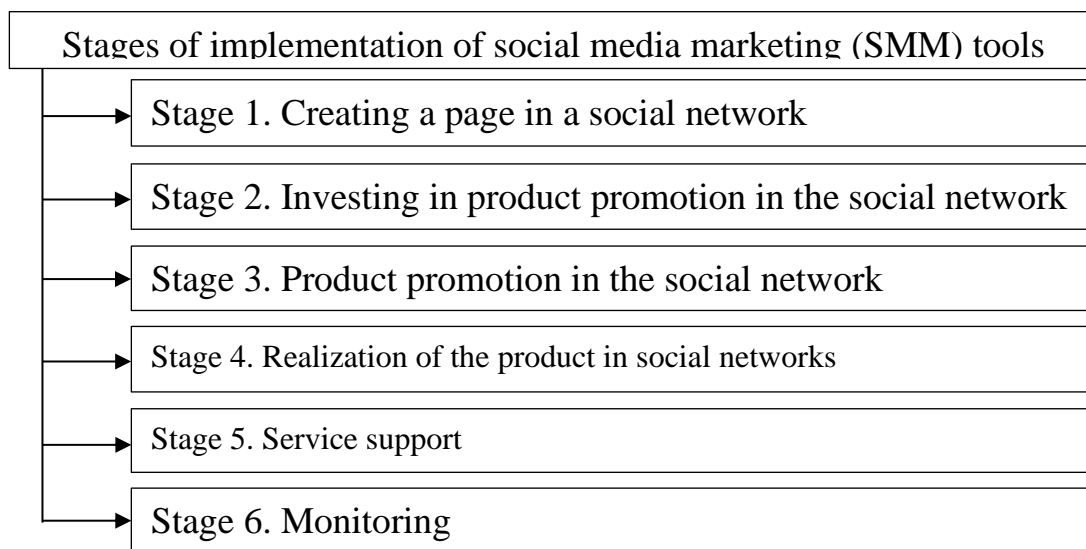 Stages of implementation of social media marketing (SMM) tools
Stage 1. Creating a page in a social network
Stage 2. Investing in product promotion in the social network
Stage 3. Product promotion in the social network
Stage 4. Realization of the product in social networks
Stage 5. Service support
Stage 6. Monitoring